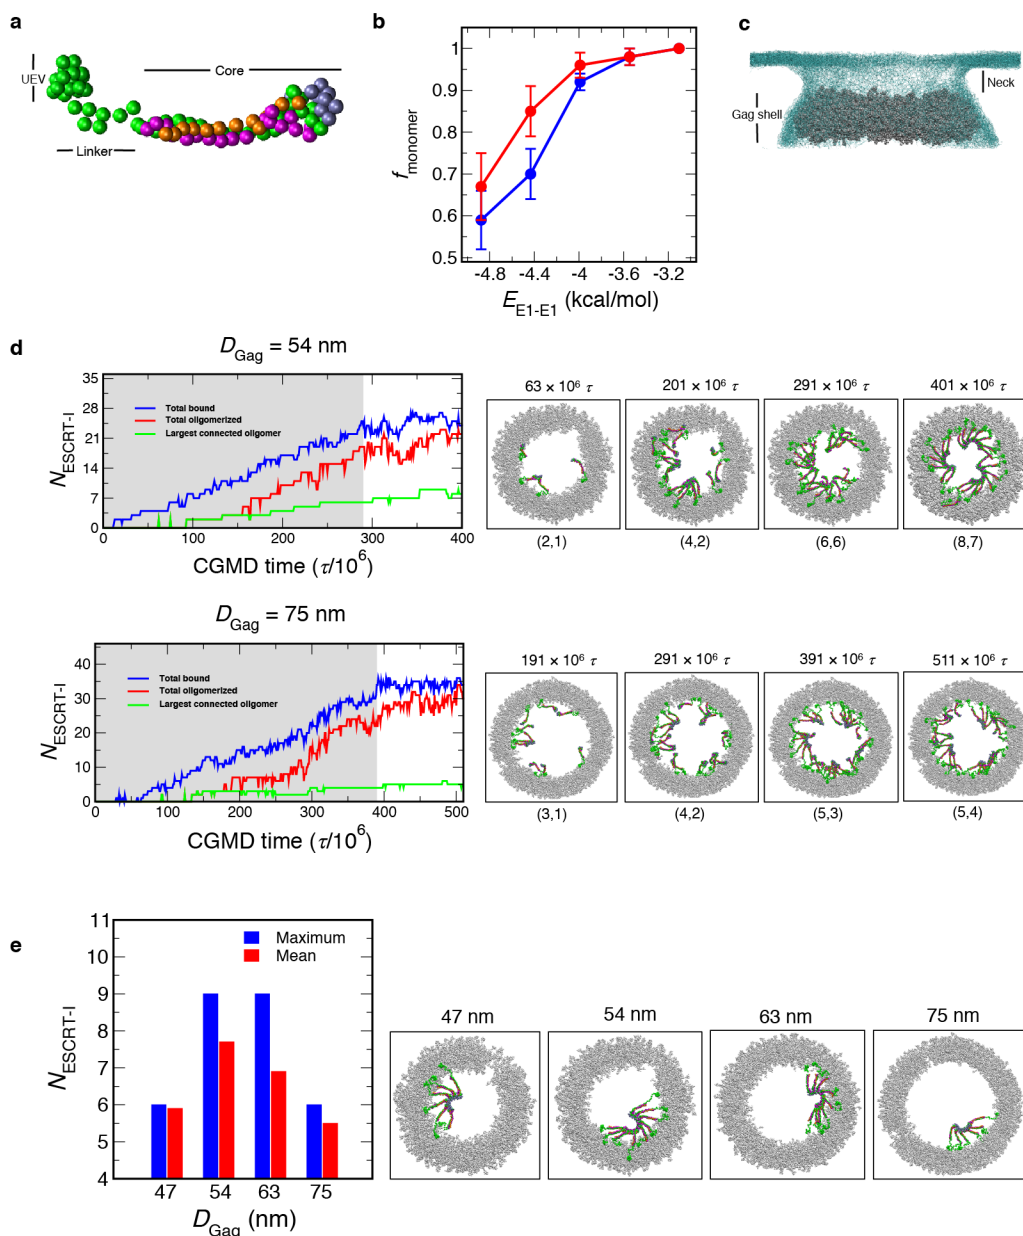 a
UEV
Core
Linker
b
f_monomer
1
0.9
0.8
0.7
0.6
0.5
-4.8 -4.4 -4 -3.6 -3.2
E_E1-E1 (kcal/mol)
c
Neck
Gag shell
d
D_Gag = 54 nm
N_ESCRT-I
35
28
21
14
7
0
Total bound
Total oligomerized
Largest connected oligomer
0 100 200 300 400
CGMD time (τ/10^6)
63 × 10^6 τ 201 × 10^6 τ 291 × 10^6 τ 401 × 10^6 τ
(2,1) (4,2) (6,6) (8,7)
D_Gag = 75 nm
N_ESCRT-I
40
30
20
10
0
Total bound
Total oligomerized
Largest connected oligomer
0 100 200 300 400 500
CGMD time (τ/10^6)
191 × 10^6 τ 291 × 10^6 τ 391 × 10^6 τ 511 × 10^6 τ
(3,1) (4,2) (5,3) (5,4)
e
N_ESCRT-I
11
10
9
8
7
6
5
4
Maximum
Mean
47 54 63 75
D_Gag (nm)
47 nm 54 nm 63 nm 75 nm